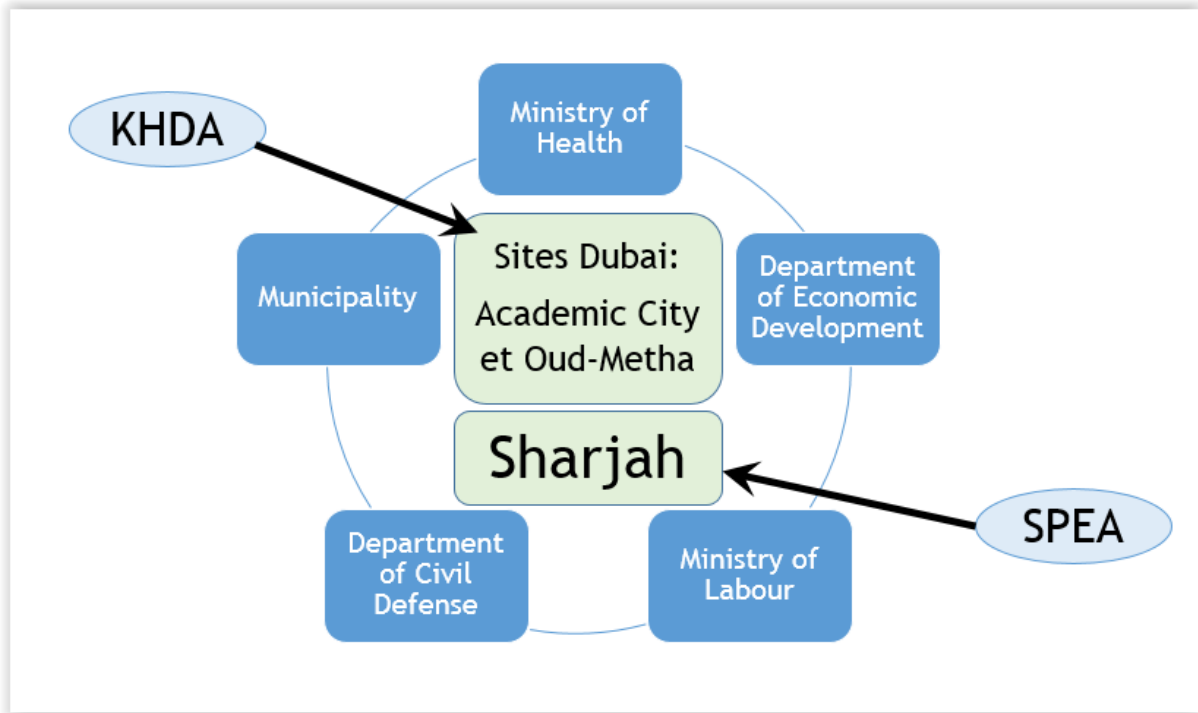 KHDA
Ministry of
Health
Municipality
Sites Dubai:
Academic City
et Oud-Metha
Department
of Economic
Development
Sharjah
SPEA
Department
of Civil
Defense
Ministry of
Labour